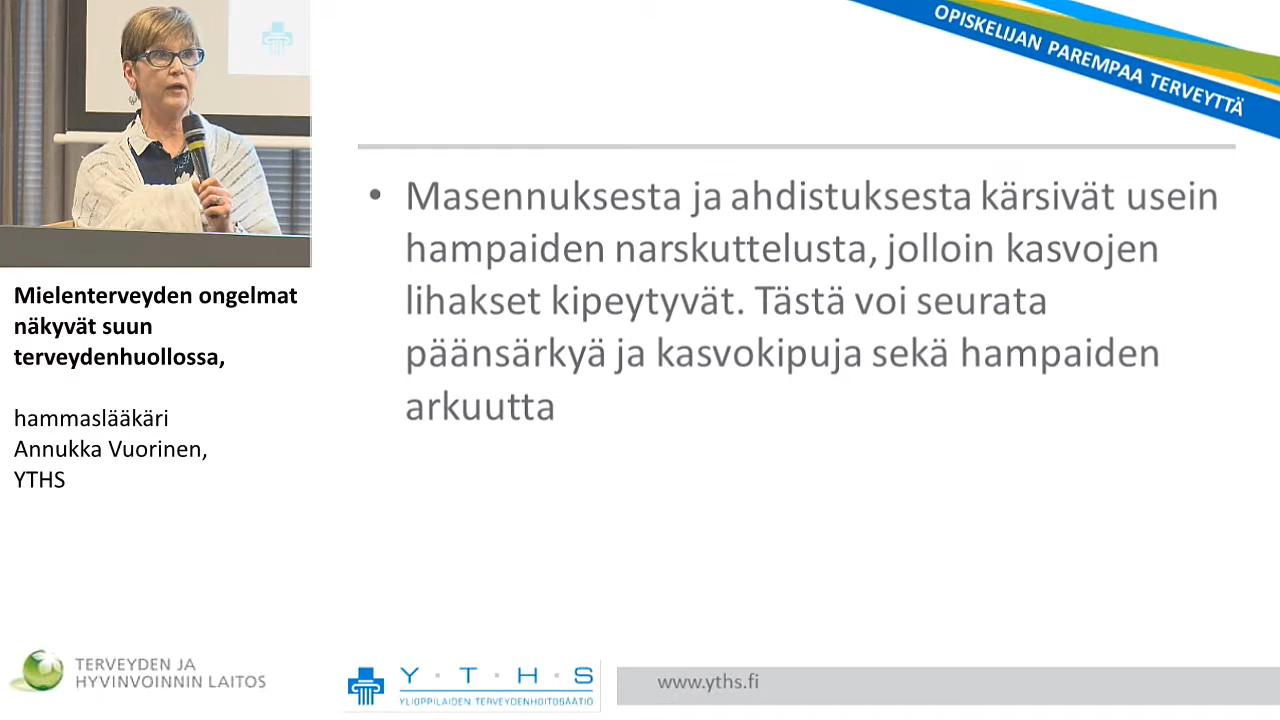 OPISKELIJAN PAREMPAA TERVEYTTÄ
• Masennuksesta ja ahdistuksesta kärsivät usein
hampaiden narskuttelusta, jolloin kasvojen
lihakset kipeytyvät. Tästä voi seurata
päänsärkyä ja kasvokipuja sekä hampaiden
arkuutta
Mielenterveyden ongelmat
näkyvät suun
terveydenhuollossa,
hammaslääkäri
Annukka Vuorinen,
YTHS
TERVEYDEN JA
HYVINVOINNIN LAITOS
Y · T · H · S
YLIOPPILAIDEN TERVEYDENHOITOSÄÄTIÖ
www.yths.fi